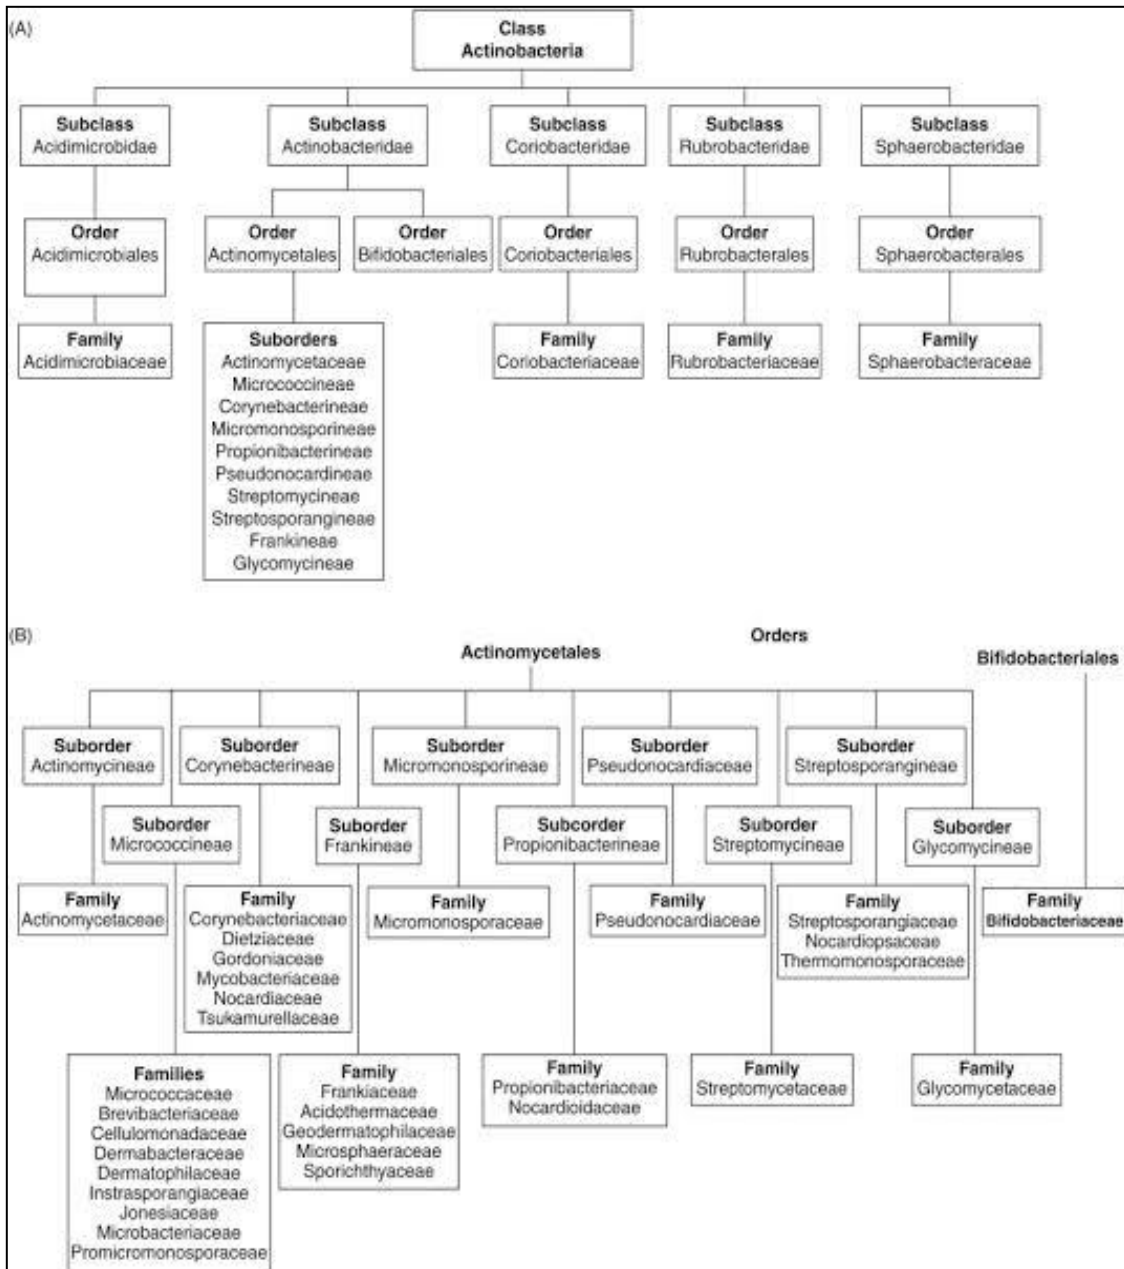 (A)
Class
Actinobacteria
Subclass
Acidimicrobidae
Subclass
Actinobacteridae
Subclass
Coriobacteridae
Subclass
Rubrobacteridae
Subclass
Sphaerobacteridae
Order
Acidimicrobiales
Order
Actinomycetales
Order
Bifidobacteriales
Order
Coriobacteriales
Order
Rubrobacterales
Order
Sphaerobacterales
Family
Acidimicrobiaceae
Suborders
Actinomycetaceae
Micrococcineae
Corynebacterineae
Micromonosporineae
Propionibacterineae
Pseudonocardineae
Streptomycineae
Streptosporangineae
Frankineae
Glycomycineae
Family
Coriobacteriaceae
Family
Rubrobacteriaceae
Family
Sphaerobacteraceae
(B)
Orders
Actinomycetales
Bifidobacteriales
Suborder
Actinomycineae
Suborder
Corynebacterineae
Suborder
Micromonosporineae
Suborder
Pseudonocardiaceae
Suborder
Streptosporangineae
Suborder
Micrococcineae
Suborder
Frankineae
Subcorder
Propionibacterineae
Suborder
Streptomycineae
Suborder
Glycomycineae
Family
Actinomycetaceae
Family
Corynebacteriaceae
Dietziaceae
Gordoniaceae
Mycobacteriaceae
Nocardiaceae
Tsukamurellaceae
Family
Micromonosporaceae
Family
Pseudonocardiaceae
Family
Streptosporangiaceae
Nocardiopsaceae
Thermomonosporaceae
Family
Bifidobacteriaceae
Families
Micrococcaceae
Brevibacteriaceae
Cellulomonadaceae
Dermabacteraceae
Dermatophilaceae
Instrasporangiaceae
Jonesiaceae
Microbacteriaceae
Promicromonosporaceae
Family
Frankiaceae
Acidothermaceae
Geodermatophilaceae
Microsphaeraceae
Sporichthyaceae
Family
Propionibacteriaceae
Nocardioidaceae
Family
Streptomycetaceae
Family
Glycomycetaceae